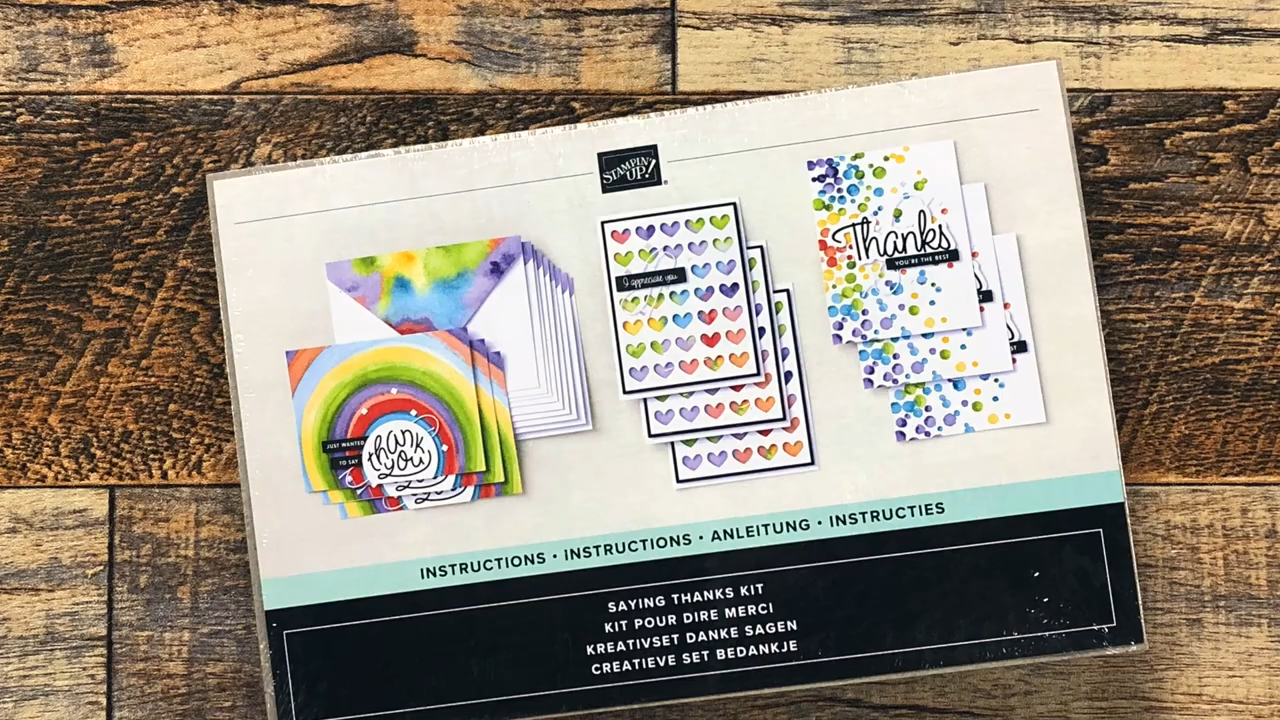 STAMPIN' UP!®
Thanks
YOU'RE THE BEST
I appreciate you
JUST WANTED
TO SAY
thank you
INSTRUCTIONS • INSTRUCTIONS • ANLEITUNG • INSTRUCTIES
SAYING THANKS KIT
KIT POUR DIRE MERCI
KREATIVSET DANKE SAGEN
CREATIEVE SET BEDANKJE